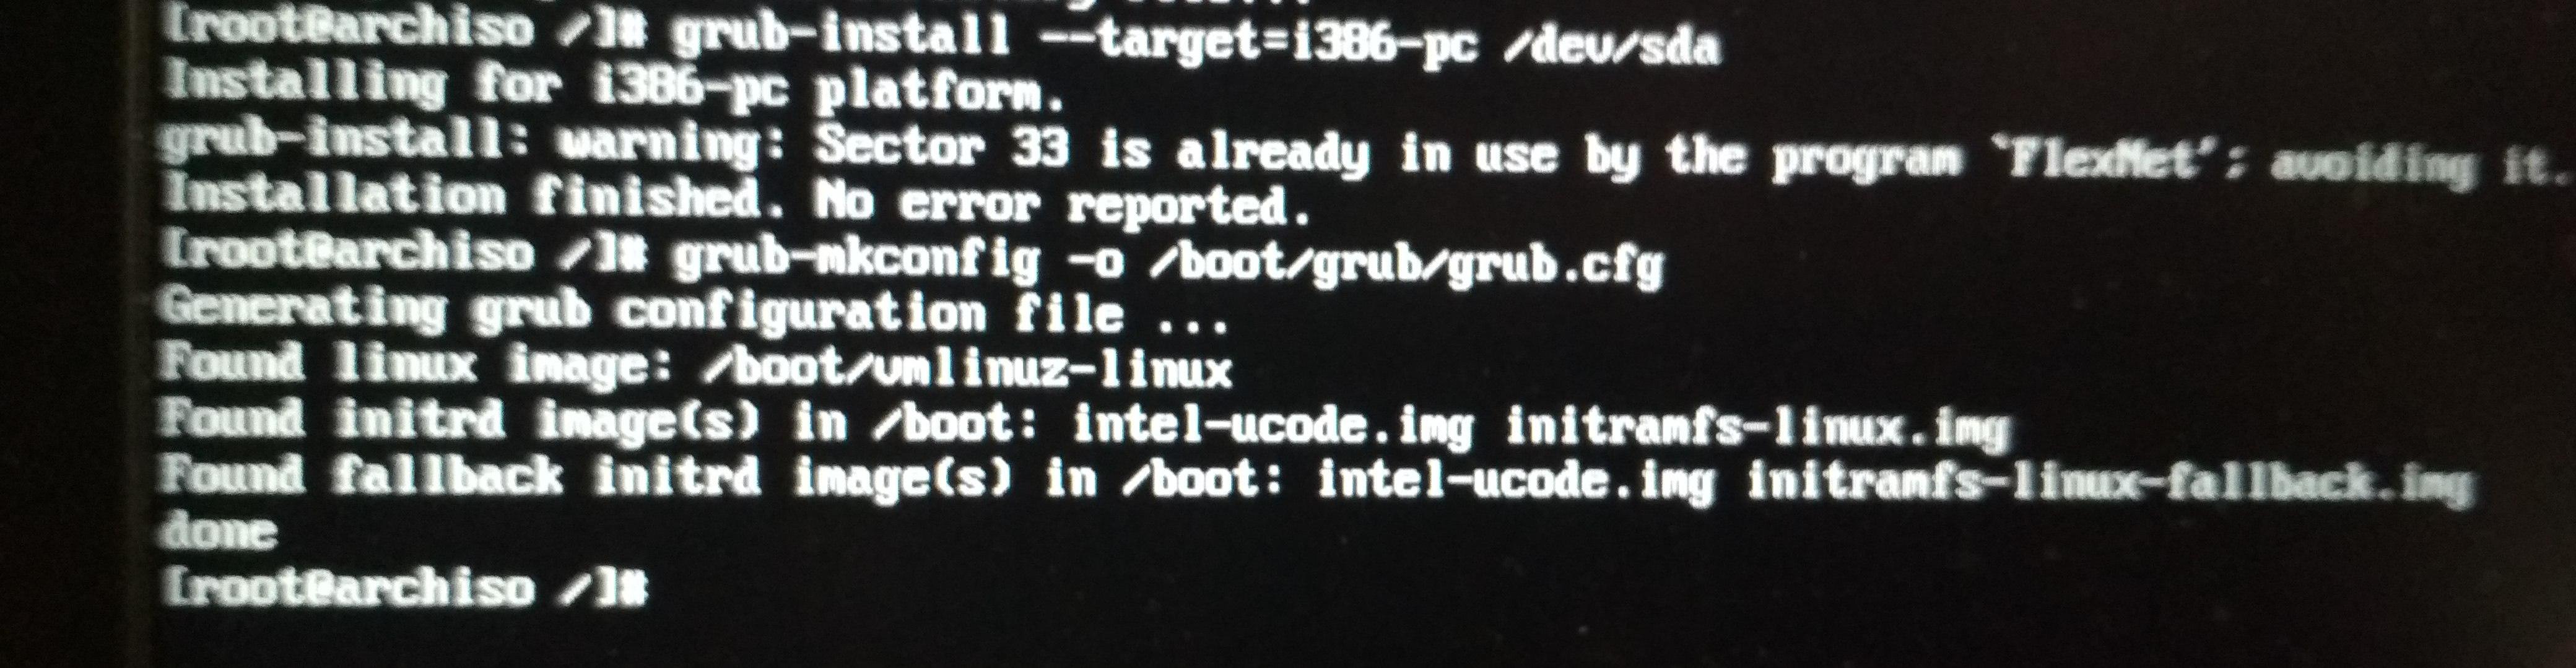 [root@archiso /]# grub-install --target=i386-pc /dev/sda
Installing for i386-pc platform.
grub-install: warning: Sector 33 is already in use by the program `FlexNet'; avoiding it.
Installation finished. No error reported.
[root@archiso /]# grub-mkconfig -o /boot/grub/grub.cfg
Generating grub configuration file ...
Found linux image: /boot/vmlinuz-linux
Found initrd image(s) in /boot: intel-ucode.img initramfs-linux.img
Found fallback initrd image(s) in /boot: intel-ucode.img initramfs-linux-fallback.img
done
[root@archiso /]#